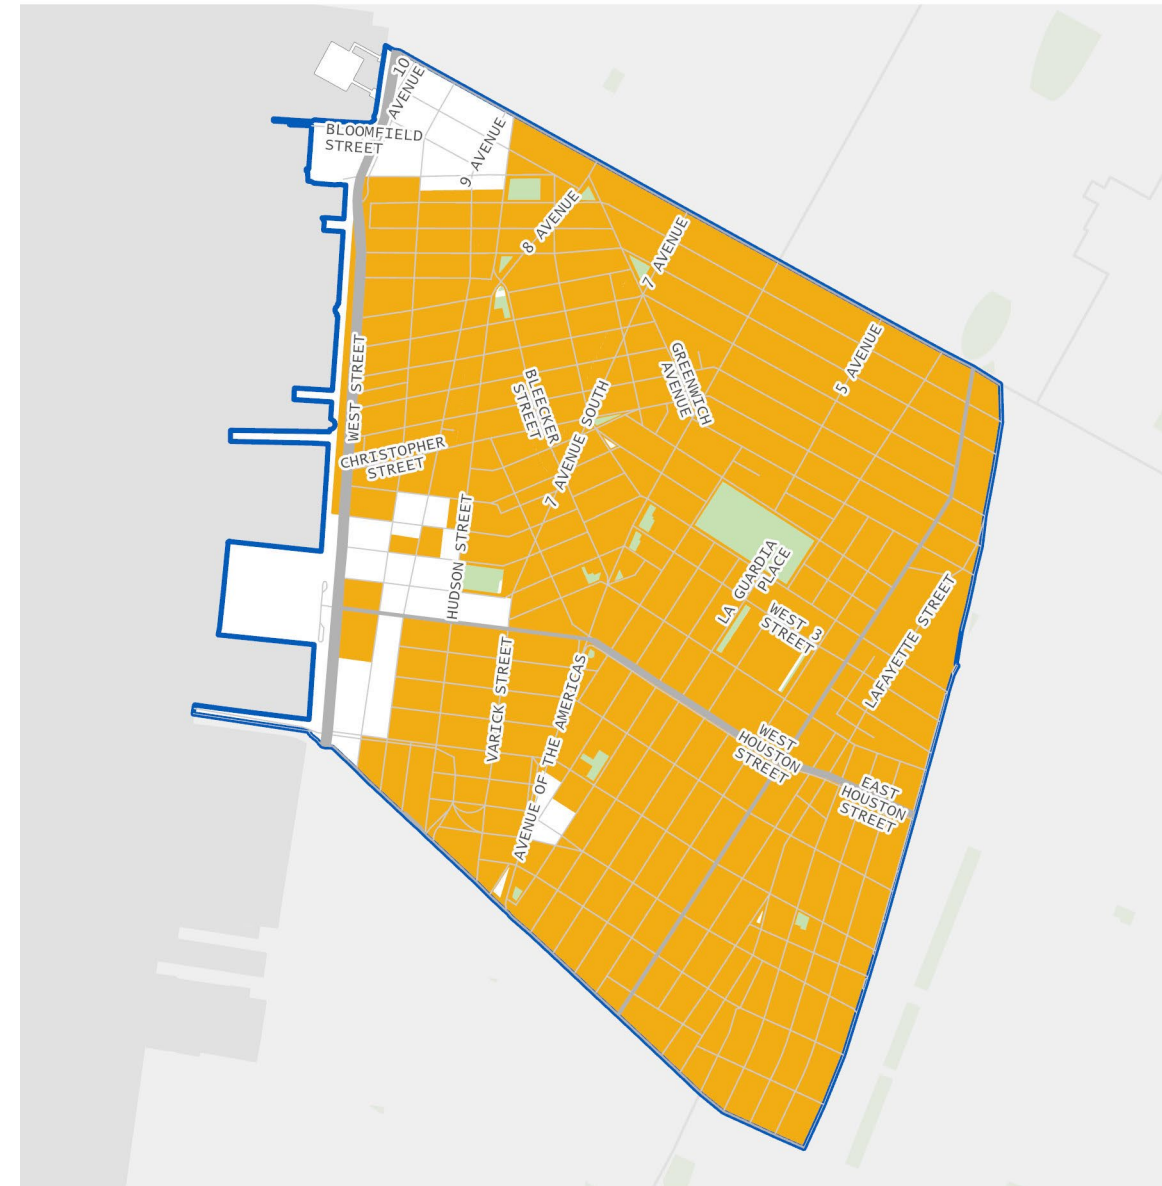 10
AVENUE
BLOOMFIELD
STREET
9 AVENUE
8 AVENUE
7 AVENUE
5 AVENUE
GREENWICH
AVENUE
WEST STREET
BLEECKER
STREET
7 AVENUE SOUTH
CHRISTOPHER
STREET
HUDSON STREET
LA GUARDIA
PLACE
WEST 3
STREET
LAFAYETTE STREET
VARICK STREET
AVENUE OF THE AMERICAS
WEST
HOUSTON
STREET
EAST
HOUSTON
STREET